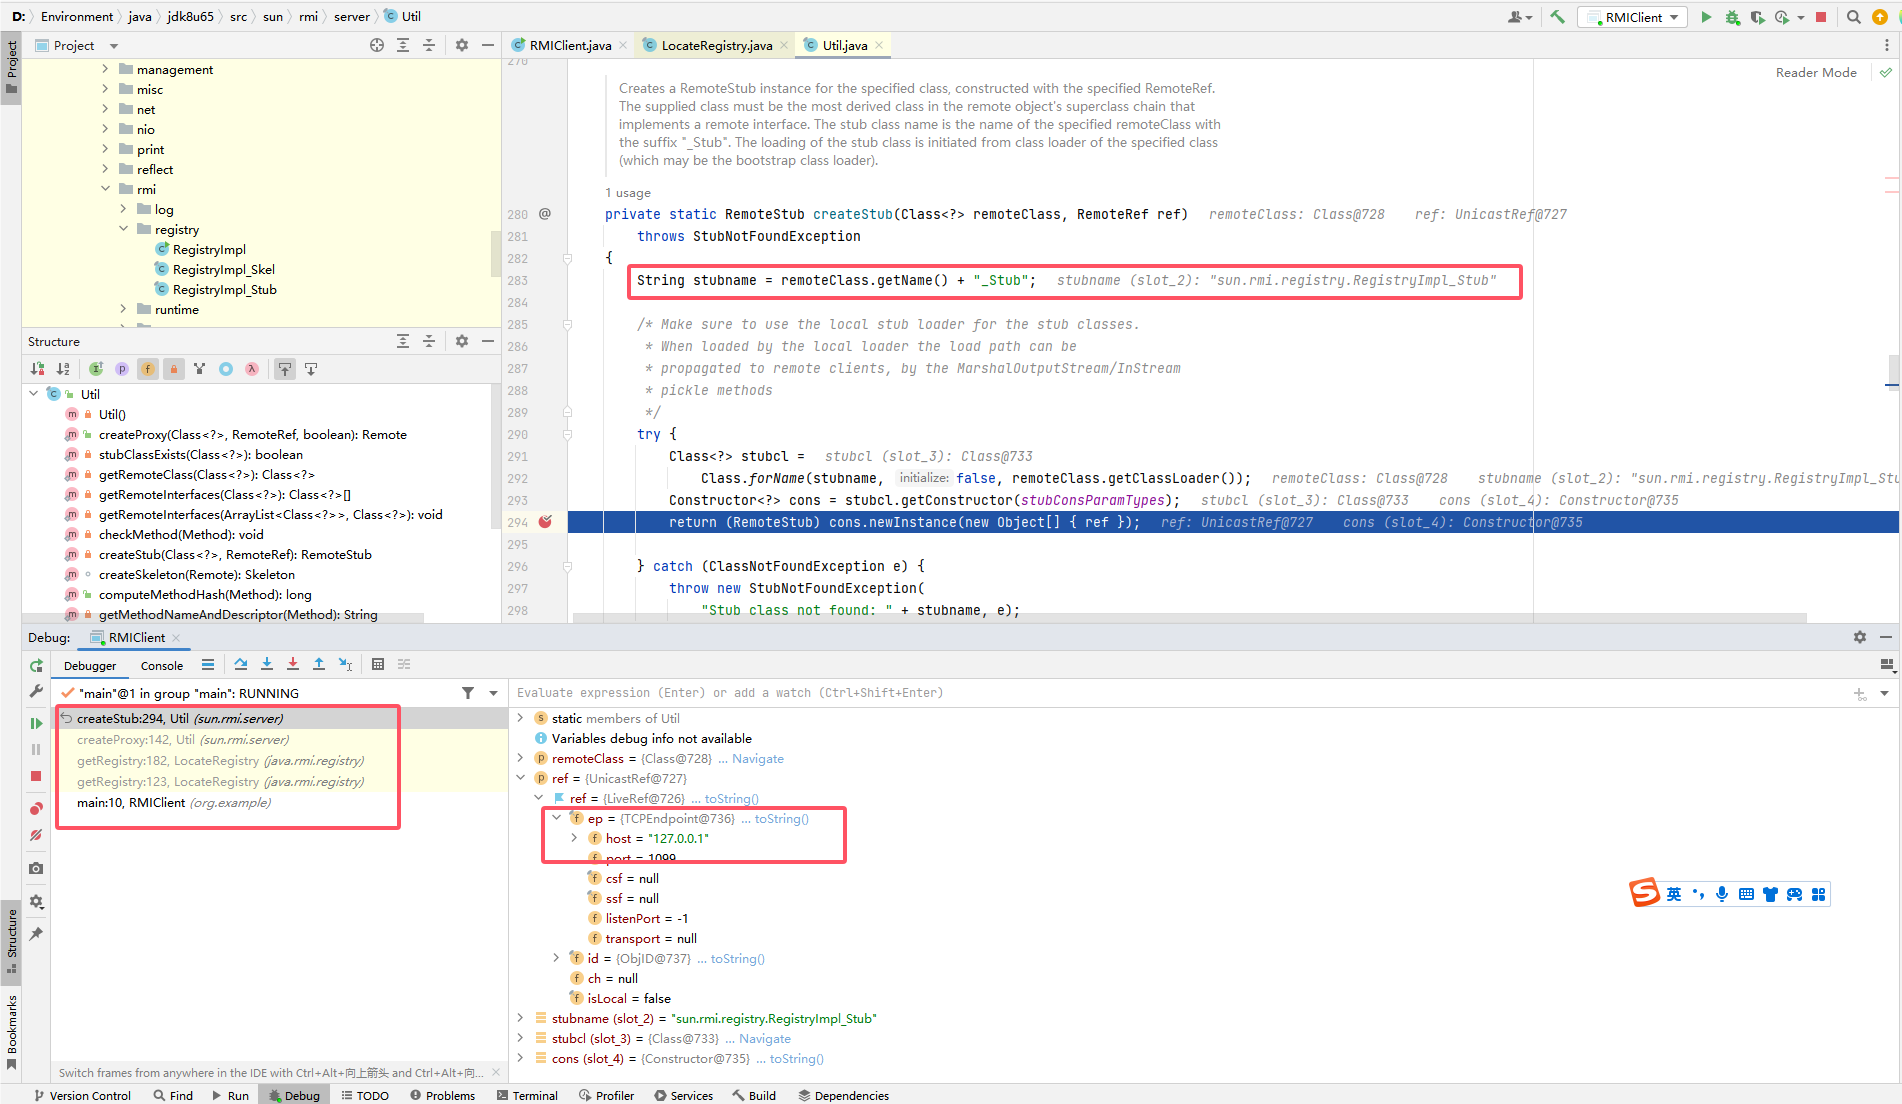 D: Environment java jdk8u65 src sun rmi server Util
RMIClient
Project
RMIClient.java
LocateRegistry.java
Util.java
Project
management
misc
net
nio
print
reflect
rmi
log
registry
RegistryImpl
RegistryImpl_Skel
RegistryImpl_Stub
runtime
Structure
Util
Util()
createProxy(Class<?>, RemoteRef, boolean): Remote
stubClassExists(Class<?>): boolean
getRemoteClass(Class<?>): Class<?>
getRemoteInterfaces(Class<?>): Class<?>[]
getRemoteInterfaces(ArrayList<Class<?>>, Class<?>): void
checkMethod(Method): void
createStub(Class<?>, RemoteRef): RemoteStub
createSkeleton(Remote): Skeleton
computeMethodHash(Method): long
getMethodNameAndDescriptor(Method): String
Reader Mode
270
Creates a RemoteStub instance for the specified class, constructed with the specified RemoteRef.
The supplied class must be the most derived class in the remote object's superclass chain that
implements a remote interface. The stub class name is the name of the specified remoteClass with
the suffix "_Stub". The loading of the stub class is initiated from class loader of the specified class
(which may be the bootstrap class loader).
1 usage
280 @ private static RemoteStub createStub(Class<?> remoteClass, RemoteRef ref) remoteClass: Class@728 ref: UnicastRef@727
281 throws StubNotFoundException
282 {
283 String stubname = remoteClass.getName() + "_Stub"; stubname (slot_2): "sun.rmi.registry.RegistryImpl_Stub"
284
285 /* Make sure to use the local stub loader for the stub classes.
286 * When loaded by the local loader the load path can be
287 * propagated to remote clients, by the MarshalOutputStream/InStream
288 * pickle methods
289 */
290 try {
291 Class<?> stubcl = stubcl (slot_3): Class@733
292 Class.forName(stubname, initialize: false, remoteClass.getClassLoader()); remoteClass: Class@728 stubname (slot_2): "sun.rmi.registry.RegistryImpl_Stu
293 Constructor<?> cons = stubcl.getConstructor(stubConsParamTypes); stubcl (slot_3): Class@733 cons (slot_4): Constructor@735
294 return (RemoteStub) cons.newInstance(new Object[] { ref }); ref: UnicastRef@727 cons (slot_4): Constructor@735
295
296 } catch (ClassNotFoundException e) {
297 throw new StubNotFoundException(
298 "Stub class not found: " + stubname, e);
Debug: RMIClient
Debugger Console
"main"@1 in group "main": RUNNING
createStub:294, Util (sun.rmi.server)
createProxy:142, Util (sun.rmi.server)
getRegistry:182, LocateRegistry (java.rmi.registry)
getRegistry:123, LocateRegistry (java.rmi.registry)
main:10, RMIClient (org.example)
Switch frames from anywhere in the IDE with Ctrl+Alt+向上箭头 and Ctrl+Alt+向...
Evaluate expression (Enter) or add a watch (Ctrl+Shift+Enter)
static members of Util
Variables debug info not available
remoteClass = {Class@728} ... Navigate
ref = {UnicastRef@727}
ref = {LiveRef@726} ... toString()
ep = {TCPEndpoint@736} ... toString()
host = "127.0.0.1"
port = 1099
csf = null
ssf = null
listenPort = -1
transport = null
id = {ObjID@737} ... toString()
ch = null
isLocal = false
stubname (slot_2) = "sun.rmi.registry.RegistryImpl_Stub"
stubcl (slot_3) = {Class@733} ... Navigate
cons (slot_4) = {Constructor@735} ... toString()
英
Structure
Bookmarks
Version Control Find Run Debug TODO Problems Terminal Profiler Services Build Dependencies